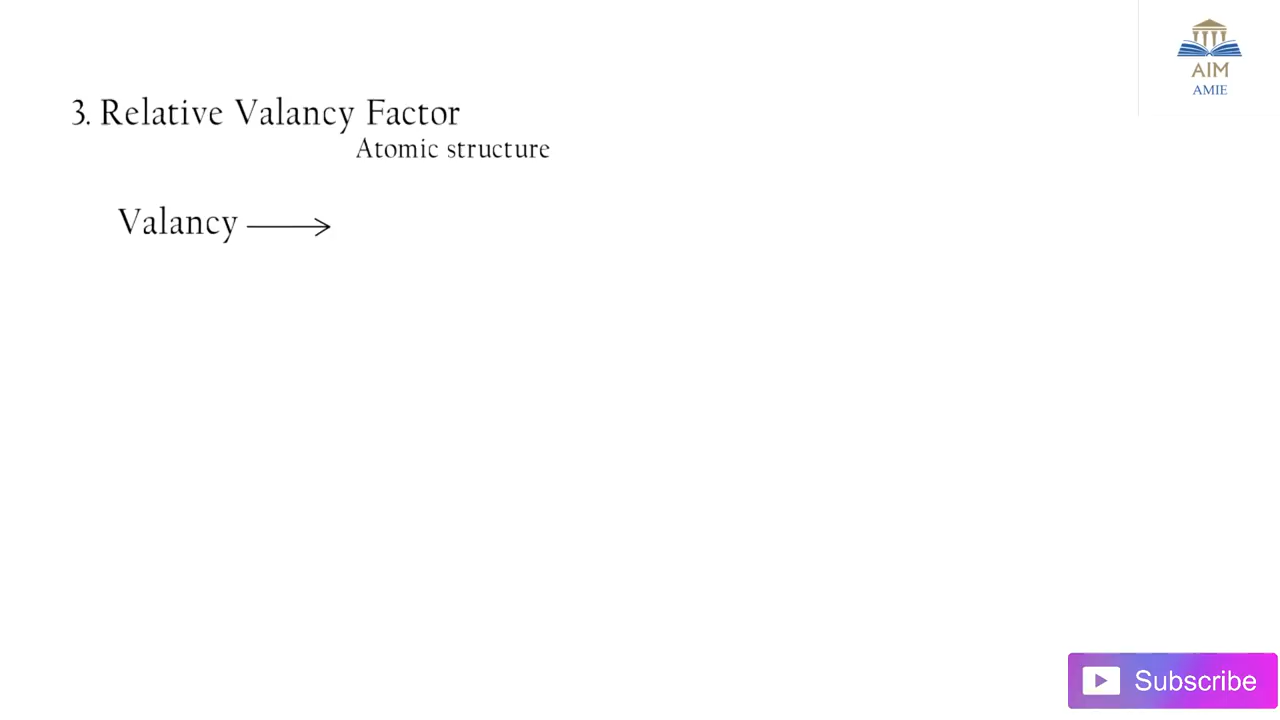 AIM
AMIE
3. Relative Valancy Factor
Atomic structure
Valancy
Subscribe